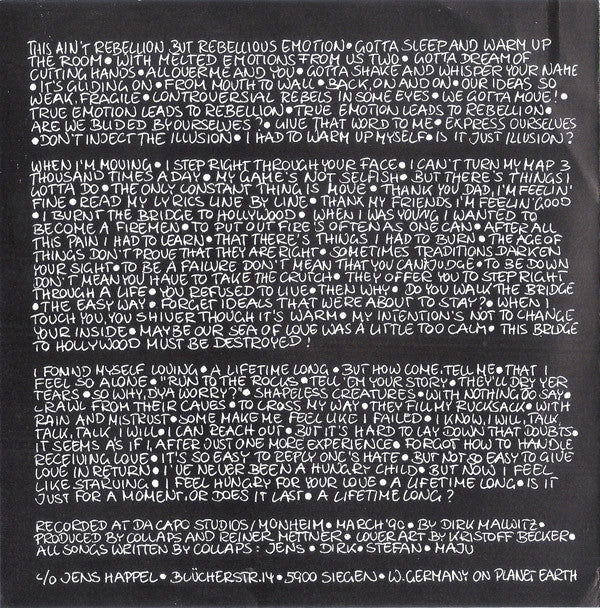 THIS AIN'T REBELLION BUT REBELLIOUS EMOTION • GOTTA SLEEP AND WARM UP
THE ROOM • WITH MELTED EMOTIONS FROM US TWO • GOTTA DREAM OF
CUTTING HANDS • ALL OVER ME AND YOU • GOTTA SHAKE AND WHISPER YOUR NAME
• IT'S GLIDING ON • FROM MOUTH TO WALL • BACK, ON AND ON • OUR IDEAS SO
WEAK, FRAGILE • CONTROVERSIAL REBELS IN SOME EYES • WE GOTTA MOVE! •
TRUE EMOTION LEADS TO REBELLION • TRUE EMOTION LEADS TO REBELLION •
ARE WE BLIDED BY OURSELVES? • GIVE THAT WORD TO ME • EXPRESS OURSELVES
• DON'T INJECT THE ILLUSION • I HAD TO WARM UP MYSELF • IS IT JUST ILLUSION?
WHEN I'M MOVING • I STEP RIGHT THROUGH YOUR FACE • I CAN'T TURN MY MAP 3
THOUSAND TIMES A DAY • MY GAME'S NOT SELFISH • BUT THERE'S THINGS I
GOTTA DO • THE ONLY CONSTANT THING IS MOVE • THANK YOU DAD, I'M FEELIN'
FINE • READ MY LYRICS LINE BY LINE • THANK MY FRIENDS I'M FEELIN' GOOD
• I BURNT THE BRIDGE TO HOLLYWOOD • WHEN I WAS YOUNG I WANTED TO
BECOME A FIREMEN • TO PUT OUT FIRE'S OFTEN AS ONE CAN • AFTER ALL
THIS PAIN I HAD TO LEARN • THAT THERE'S THINGS I HAD TO BURN • THE AGE OF
THINGS DON'T PROVE THAT THEY ARE RIGHT • SOMETIMES TRADITIONS DARKEN
YOUR SIGHT • TO BE A FAILURE DON'T MEAN THAT YOU CAN JUDGE • TO BE DOWN
DON'T MEAN YOU HAVE TO TAKE THE CRUTCH • THEY OFFER YOU TO STEP RIGHT
THROUGH A LIFE • YOU REFUSED TO LIVE • THEN WHY • DO YOU WALK THE BRIDGE
• THE EASY WAY • FORGET IDEALS THAT WERE ABOUT TO STAY? • WHEN I
TOUCH YOU YOU SHIVER THOUGH IT'S WARM • MY INTENTION'S NOT TO CHANGE
YOUR INSIDE • MAYBE OUR SEA OF LOVE WAS A LITTLE TOO CALM • THIS BRIDGE
TO HOLLYWOOD MUST BE DESTROYED!
I FOUND MYSELF LOVING • A LIFETIME LONG • BUT HOW COME, TELL ME • THAT I
FEEL SO ALONE • "RUN TO THE ROCKS • TELL 'EM YOUR STORY • THEY'LL DRY YER
TEARS • SO WHY, D'YA WORRY?" • SHAPELESS CREATURES • WITH NOTHING TO SAY •
CRAWL FROM THEIR CAVES • TO CROSS MY WAY • THEY FILL MY RUCKSACK • WITH
RAIN AND MISTRUST • SOME MAKE ME FEEL LIKE I FAILED • I KNOW, I WILL TALK,
TALK, TALK, I WILL • I CAN REACH OUT • BUT IT'S HARD TO LAY DOWN THAT DOUBTS •
IT SEEMS AS IF I, AFTER JUST ONE MORE EXPERIENCE • FORGOT HOW TO HANDLE
RECEIVING LOVE • IT'S SO EASY TO REPLY ONE'S HATE • BUT NOT SO EASY TO GIVE
LOVE IN RETURN • I'VE NEVER BEEN A HUNGRY CHILD • BUT NOW I FEEL
LIKE STARVING • I FEEL HUNGRY FOR YOUR LOVE • A LIFETIME LONG • IS IT
JUST FOR A MOMENT, OR DOES IT LAST • A LIFETIME LONG?
RECORDED AT DA CAPO STUDIOS/MONHEIM • MARCH '90 • BY DIRK MALWITZ •
PRODUCED BY COLLAPS AND REINER METTNER • COVER ART BY KRISTOFF BECKER •
ALL SONGS WRITTEN BY COLLAPS: JENS • DIRK • STEFAN • MAJU
c/o JENS HAPPEL • BLÜCHERSTR. 14 • 5900 SIEGEN • W. GERMANY ON PLANET EARTH